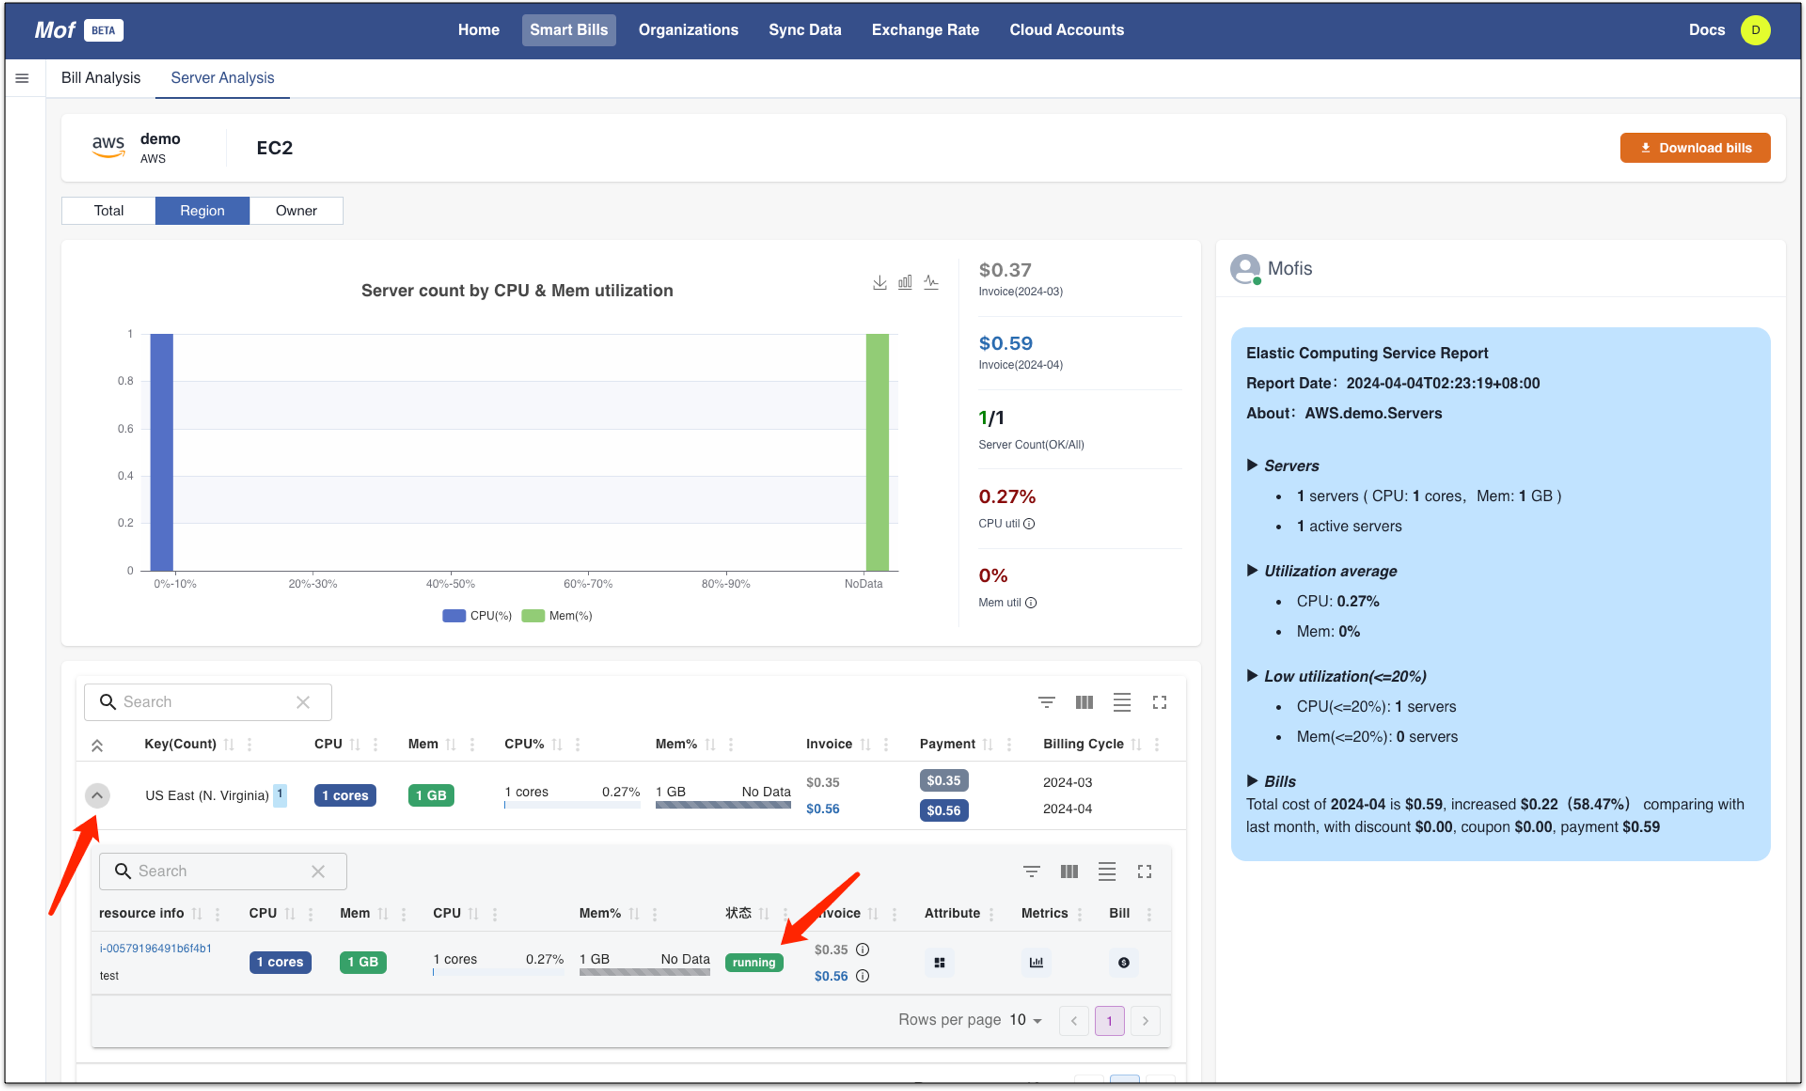 Mof BETA
Home Smart Bills Organizations Sync Data Exchange Rate Cloud Accounts Docs D
Bill Analysis Server Analysis
aws demo
AWS
EC2
Download bills
Total Region Owner
Server count by CPU & Mem utilization
1
0.8
0.6
0.4
0.2
0
0%-10% 20%-30% 40%-50% 60%-70% 80%-90% NoData
CPU(%) Mem(%)
$0.37
Invoice(2024-03)
$0.59
Invoice(2024-04)
1/1
Server Count(OK/All)
0.27%
CPU util
0%
Mem util
Search
Key(Count) CPU Mem CPU% Mem% Invoice Payment Billing Cycle
US East (N. Virginia) 1 1 cores 1 GB 1 cores 0.27% 1 GB No Data
$0.35 $0.35 2024-03
$0.56 $0.56 2024-04
Search
resource info CPU Mem CPU Mem% 状态 Invoice Attribute Metrics Bill
i-00579196491b6f4b1
test
1 cores 1 GB 1 cores 0.27% 1 GB No Data running
$0.35
$0.56
Rows per page 10 1
Mofis
Elastic Computing Service Report
Report Date：2024-04-04T02:23:19+08:00
About：AWS.demo.Servers
Servers
• 1 servers ( CPU: 1 cores，Mem: 1 GB )
• 1 active servers
Utilization average
• CPU: 0.27%
• Mem: 0%
Low utilization(<=20%)
• CPU(<=20%): 1 servers
• Mem(<=20%): 0 servers
Bills
Total cost of 2024-04 is $0.59, increased $0.22（58.47%） comparing with
last month, with discount $0.00, coupon $0.00, payment $0.59